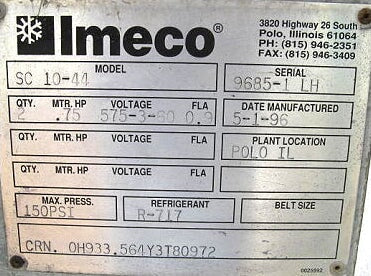 Imeco®
3820 Highway 26 South
Polo, Illinois 61064
PH: (815) 946-2351
FAX: (815) 946-3409
MODEL SERIAL
SC 10-44 9685-1 LH
QTY. MTR. HP VOLTAGE FLA DATE MANUFACTURED
2 .75 575-3-60 0.9 5-1-96
QTY. MTR. HP VOLTAGE FLA PLANT LOCATION
POLO IL
QTY. MTR. HP VOLTAGE FLA
MAX. PRESS. REFRIGERANT BELT SIZE
150PSI R-717
CRN. OH933.564Y3T80972